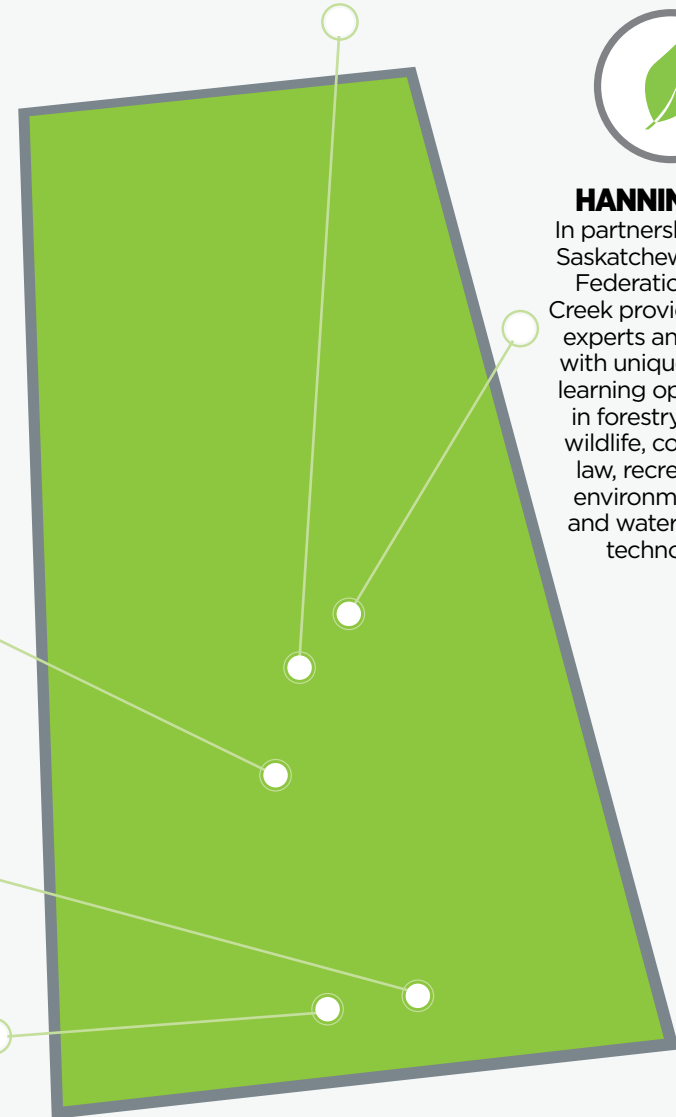 HANNIN
In partnersh
Saskatchew
Federatio
Creek provi
experts an
with uniqu
learning op
in forestry
wildlife, co
law, recre
environm
and water
techno